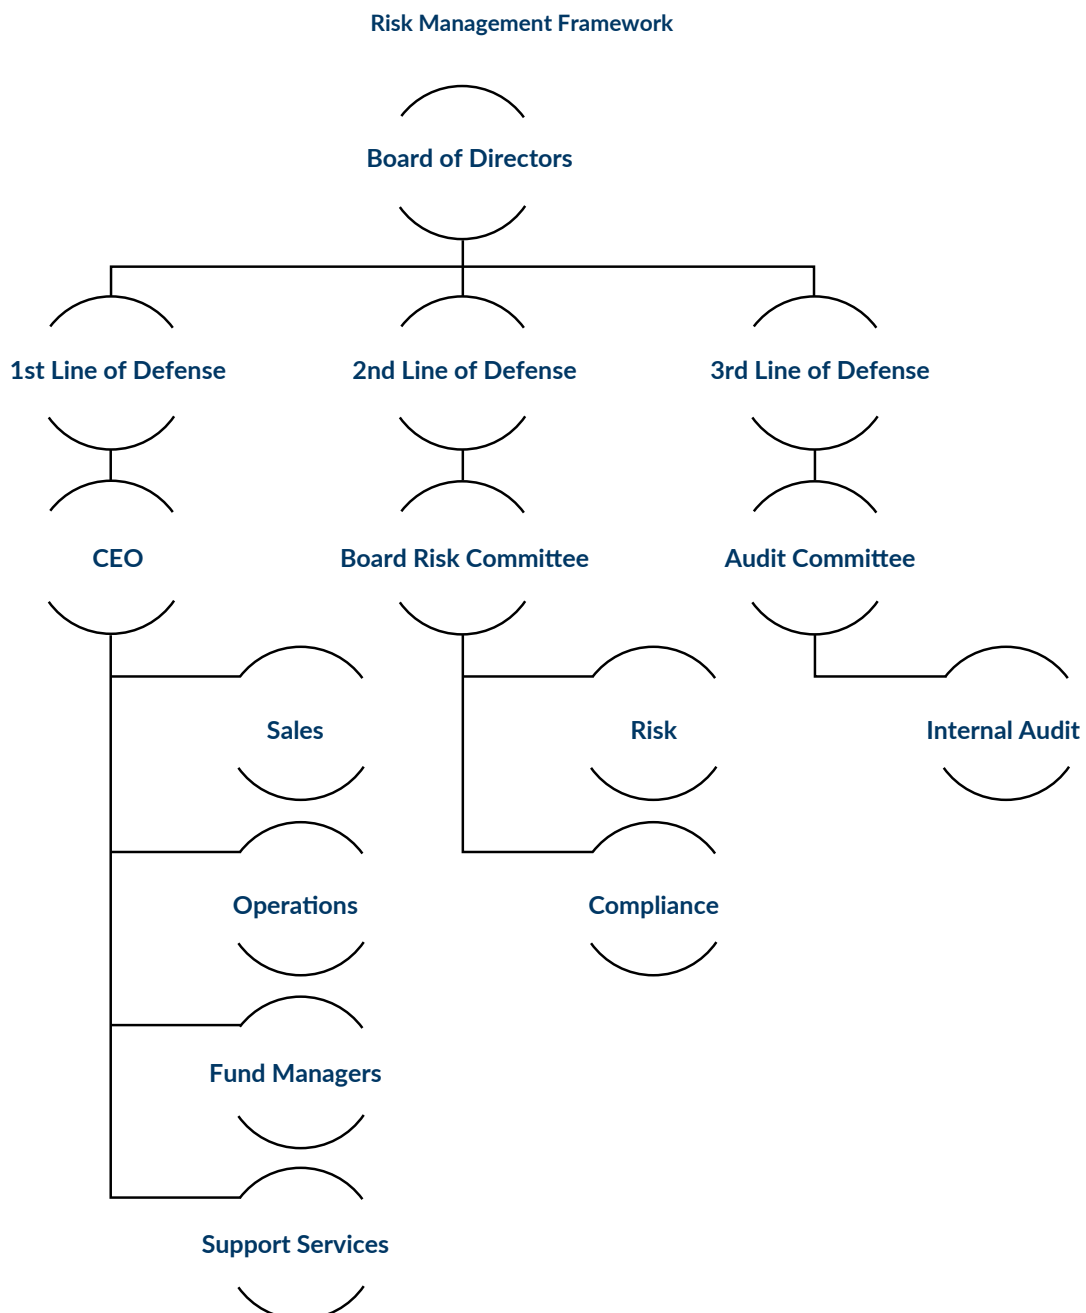 Risk Management Framework
Board of Directors
1st Line of Defense
2nd Line of Defense
3rd Line of Defense
CEO
Board Risk Committee
Audit Committee
Sales
Risk
Internal Audit
Operations
Compliance
Fund Managers
Support Services